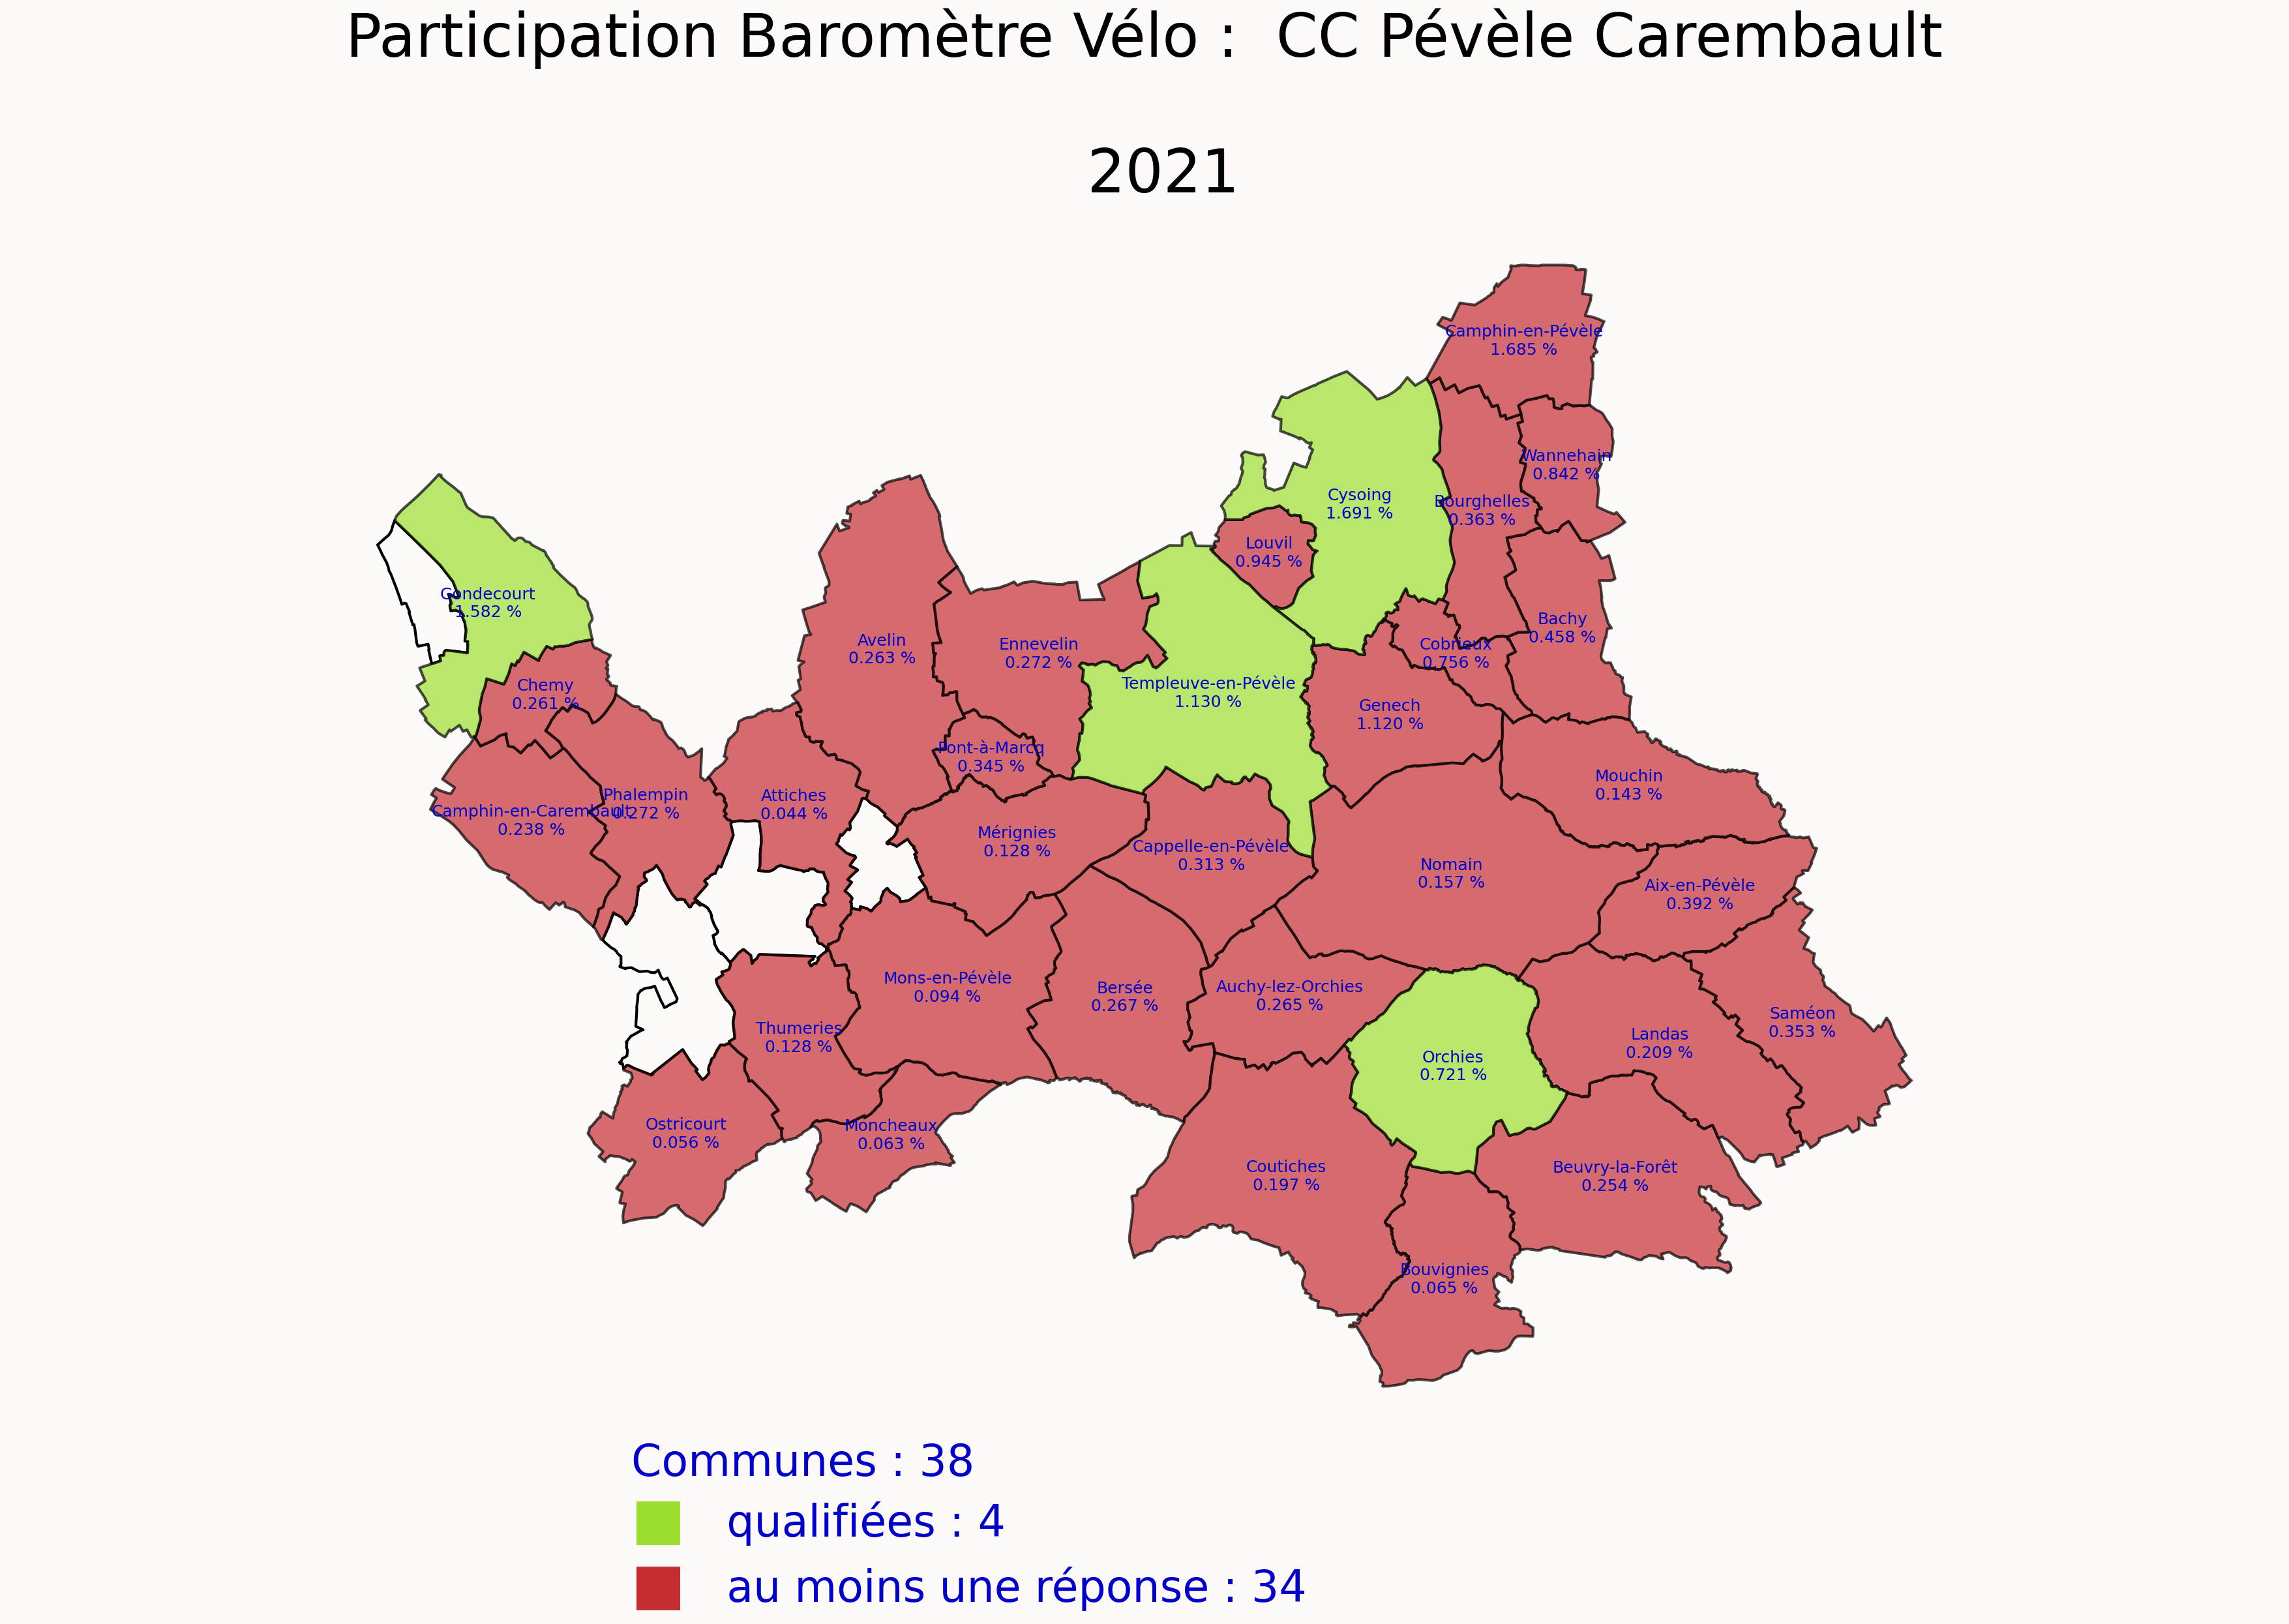 Participation Baromètre Vélo :  CC Pévèle Carembault
2021
Camphin-en-Pévèle
1.685 %
Wannehain
0.842 %
Cysoing
1.691 %
Bourghelles
0.363 %
Louvil
0.945 %
Gondecourt
1.582 %
Bachy
0.458 %
Avelin
0.263 %
Ennevelin
0.272 %
Cobrieux
0.756 %
Chemy
0.261 %
Templeuve-en-Pévèle
1.130 %
Genech
1.120 %
Pont-à-Marcq
0.345 %
Mouchin
0.143 %
Phalempin
0.272 %
Attiches
0.044 %
Camphin-en-Carembault
0.238 %
Mérignies
0.128 %
Cappelle-en-Pévèle
0.313 %
Nomain
0.157 %
Aix-en-Pévèle
0.392 %
Mons-en-Pévèle
0.094 %
Bersée
0.267 %
Auchy-lez-Orchies
0.265 %
Saméon
0.353 %
Thumeries
0.128 %
Landas
0.209 %
Orchies
0.721 %
Ostricourt
0.056 %
Moncheaux
0.063 %
Coutiches
0.197 %
Beuvry-la-Forêt
0.254 %
Bouvignies
0.065 %
Communes : 38
qualifiées : 4
au moins une réponse : 34